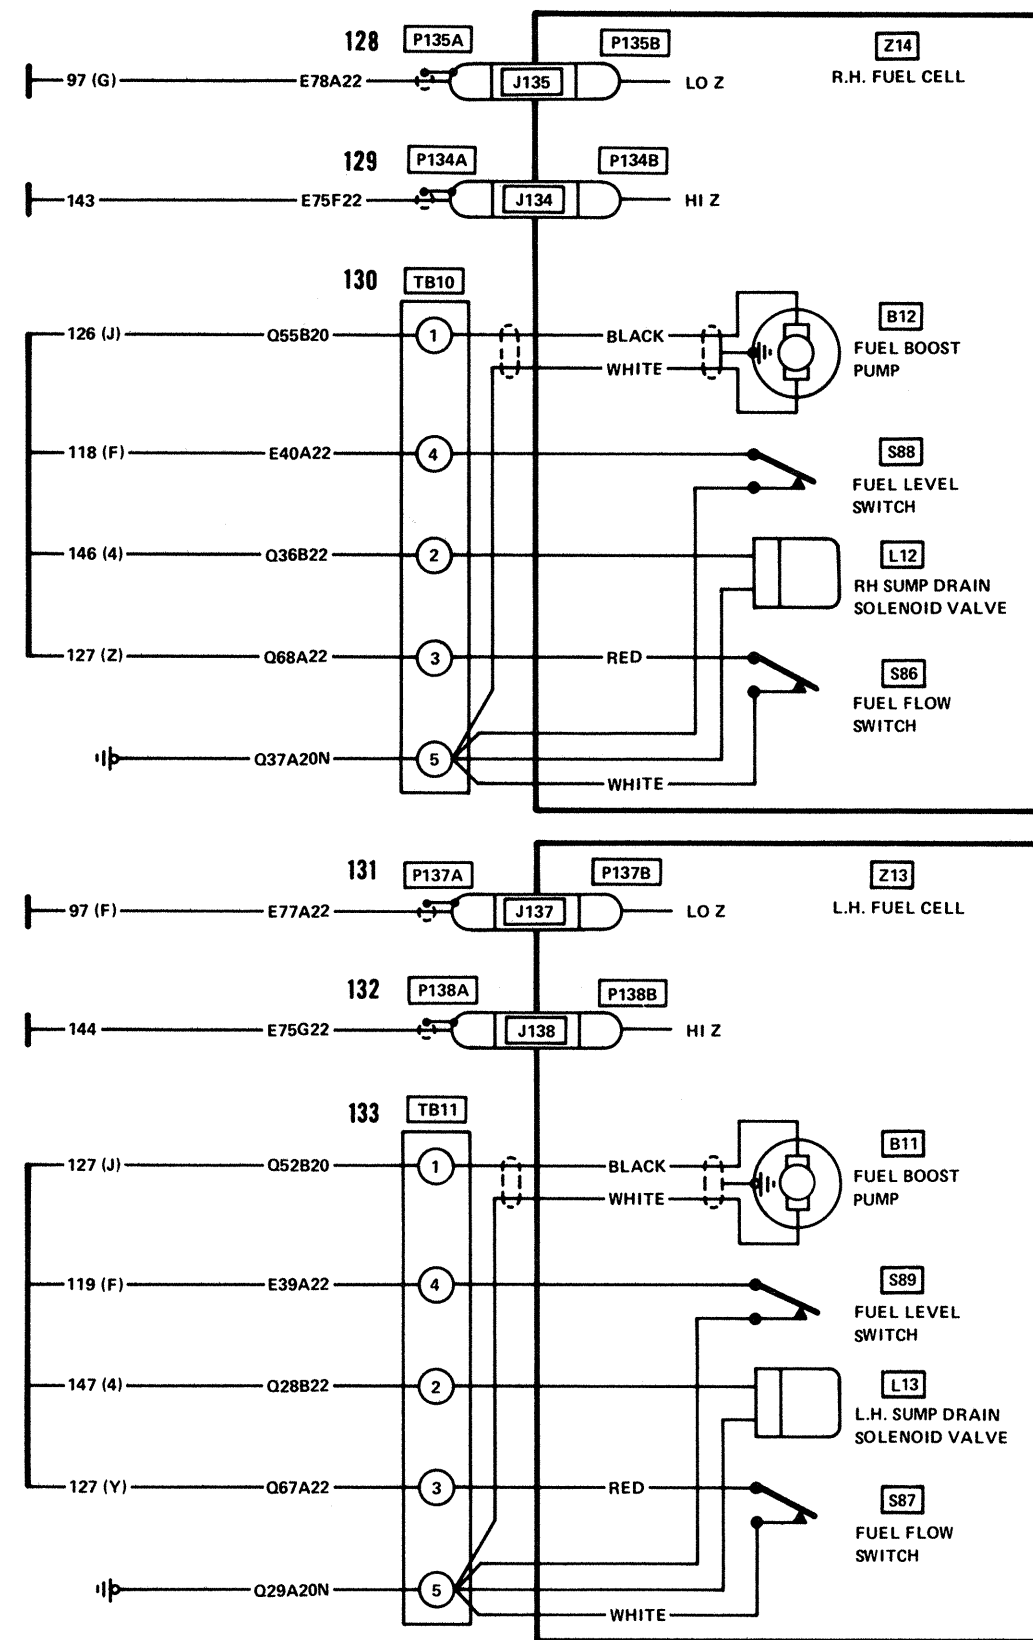 128 P135A P135B Z14
97 (G) E78A22 J135 LO Z R.H. FUEL CELL
129 P134A P134B
143 E75F22 J134 HI Z
130 TB10
126 (J) Q55B20 1 BLACK B12
FUEL BOOST
WHITE PUMP
118 (F) E40A22 4 S88
FUEL LEVEL
SWITCH
146 (4) Q36B22 2 L12
RH SUMP DRAIN
SOLENOID VALVE
127 (Z) Q68A22 3 RED S86
FUEL FLOW
SWITCH
Q37A20N 5
WHITE
131 P137A P137B Z13
97 (F) E77A22 J137 LO Z L.H. FUEL CELL
132 P138A P138B
144 E75G22 J138 HI Z
133 TB11
127 (J) Q52B20 1 BLACK B11
FUEL BOOST
WHITE PUMP
119 (F) E39A22 4 S89
FUEL LEVEL
SWITCH
147 (4) Q28B22 2 L13
L.H. SUMP DRAIN
SOLENOID VALVE
127 (Y) Q67A22 3 RED S87
FUEL FLOW
SWITCH
Q29A20N 5
WHITE